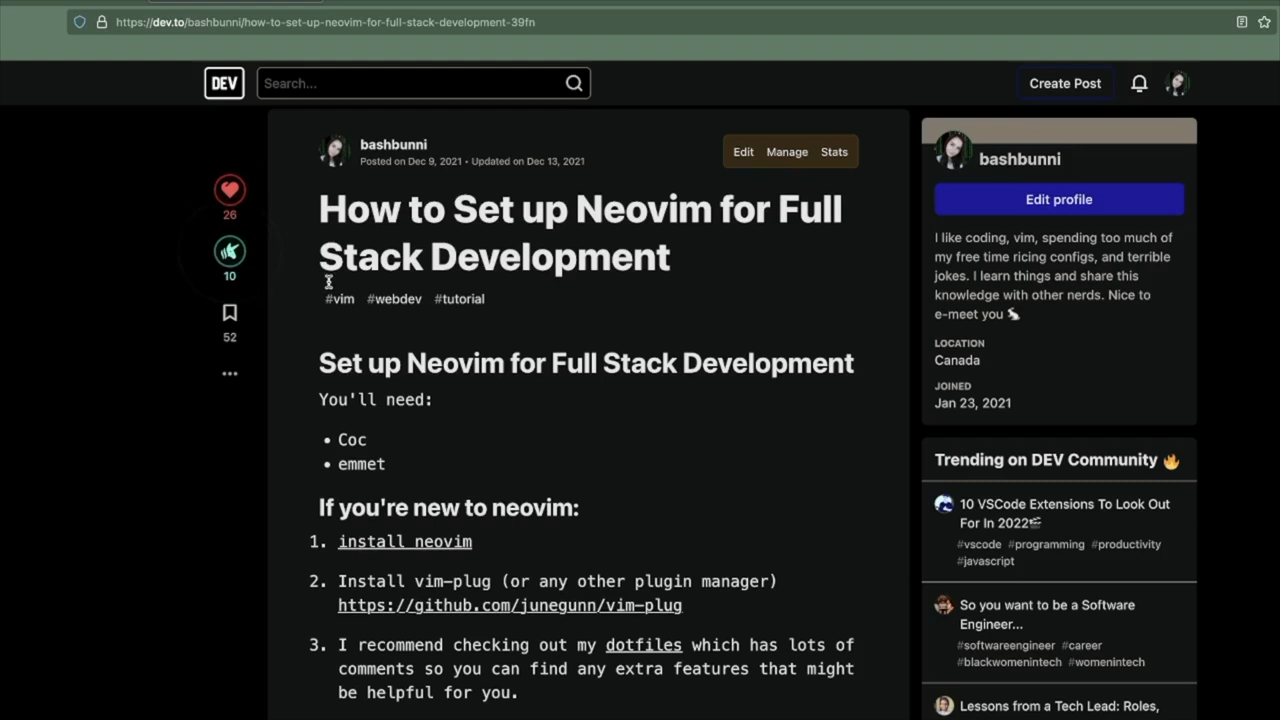 https://dev.to/bashbunni/how-to-set-up-neovim-for-full-stack-development-39fn
DEV
Search...
Create Post
bashbunni
Posted on Dec 9, 2021 • Updated on Dec 13, 2021
Edit Manage Stats
How to Set up Neovim for Full
Stack Development
#vim #webdev #tutorial
26
10
52
Set up Neovim for Full Stack Development
You'll need:
• Coc
• emmet
If you're new to neovim:
1. install neovim
2. Install vim-plug (or any other plugin manager)
https://github.com/junegunn/vim-plug
3. I recommend checking out my dotfiles which has lots of
comments so you can find any extra features that might
be helpful for you.
bashbunni
Edit profile
I like coding, vim, spending too much of
my free time ricing configs, and terrible
jokes. I learn things and share this
knowledge with other nerds. Nice to
e-meet you 🐇
LOCATION
Canada
JOINED
Jan 23, 2021
Trending on DEV Community 🔥
10 VSCode Extensions To Look Out
For In 2022
#vscode #programming #productivity
#javascript
So you want to be a Software
Engineer...
#softwareengineer #career
#blackwomenintech #womenintech
Lessons from a Tech Lead: Roles,